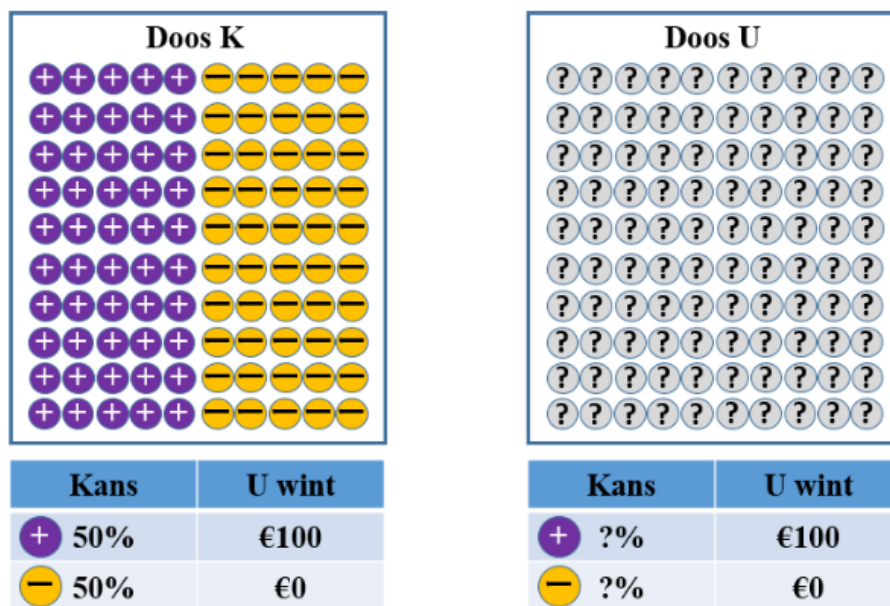 Doos K
+ + + + + − − − − −
+ + + + + − − − − −
+ + + + + − − − − −
+ + + + + − − − − −
+ + + + + − − − − −
+ + + + + − − − − −
+ + + + + − − − − −
+ + + + + − − − − −
+ + + + + − − − − −
+ + + + + − − − − −
Kans U wint
+ 50% €100
− 50% €0
Doos U
? ? ? ? ? ? ? ? ? ?
? ? ? ? ? ? ? ? ? ?
? ? ? ? ? ? ? ? ? ?
? ? ? ? ? ? ? ? ? ?
? ? ? ? ? ? ? ? ? ?
? ? ? ? ? ? ? ? ? ?
? ? ? ? ? ? ? ? ? ?
? ? ? ? ? ? ? ? ? ?
? ? ? ? ? ? ? ? ? ?
? ? ? ? ? ? ? ? ? ?
Kans U wint
+ ?% €100
− ?% €0